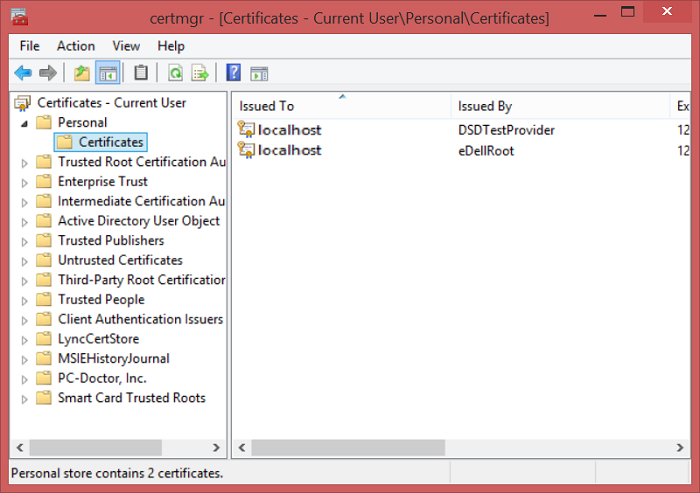 certmgr - [Certificates - Current User\Personal\Certificates]
File Action View Help
Certificates - Current User
Personal
Certificates
Trusted Root Certification Au
Enterprise Trust
Intermediate Certification Au
Active Directory User Object
Trusted Publishers
Untrusted Certificates
Third-Party Root Certification
Trusted People
Client Authentication Issuers
LyncCertStore
MSIEHistoryJournal
PC-Doctor, Inc.
Smart Card Trusted Roots
Issued To Issued By Ex
localhost DSDTestProvider 12
localhost eDellRoot 12
Personal store contains 2 certificates.